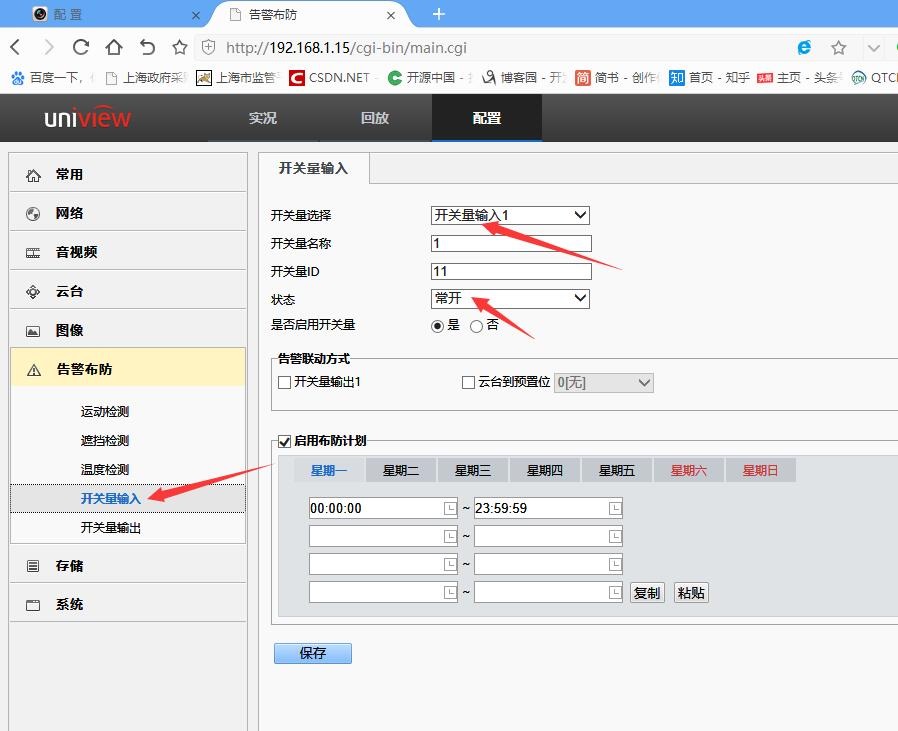 配 置
告警布防
http://192.168.1.15/cgi-bin/main.cgi
百度一下, 上海政府采 上海市监管 CSDN.NET - 开源中国 - 博客园 - 开 简书 - 创作 首页 - 知乎 主页 - 头条 QTC
uniview 实况 回放 配置
常用
网络
音视频
云台
图像
告警布防
运动检测
遮挡检测
温度检测
开关量输入
开关量输出
存储
系统
开关量输入
开关量选择 开关量输入1
开关量名称 1
开关量ID 11
状态 常开
是否启用开关量 是 否
告警联动方式
开关量输出1 云台到预置位 0[无]
启用布防计划
星期一 星期二 星期三 星期四 星期五 星期六 星期日
00:00:00 ~ 23:59:59
~
~
~ 复制 粘贴
保存